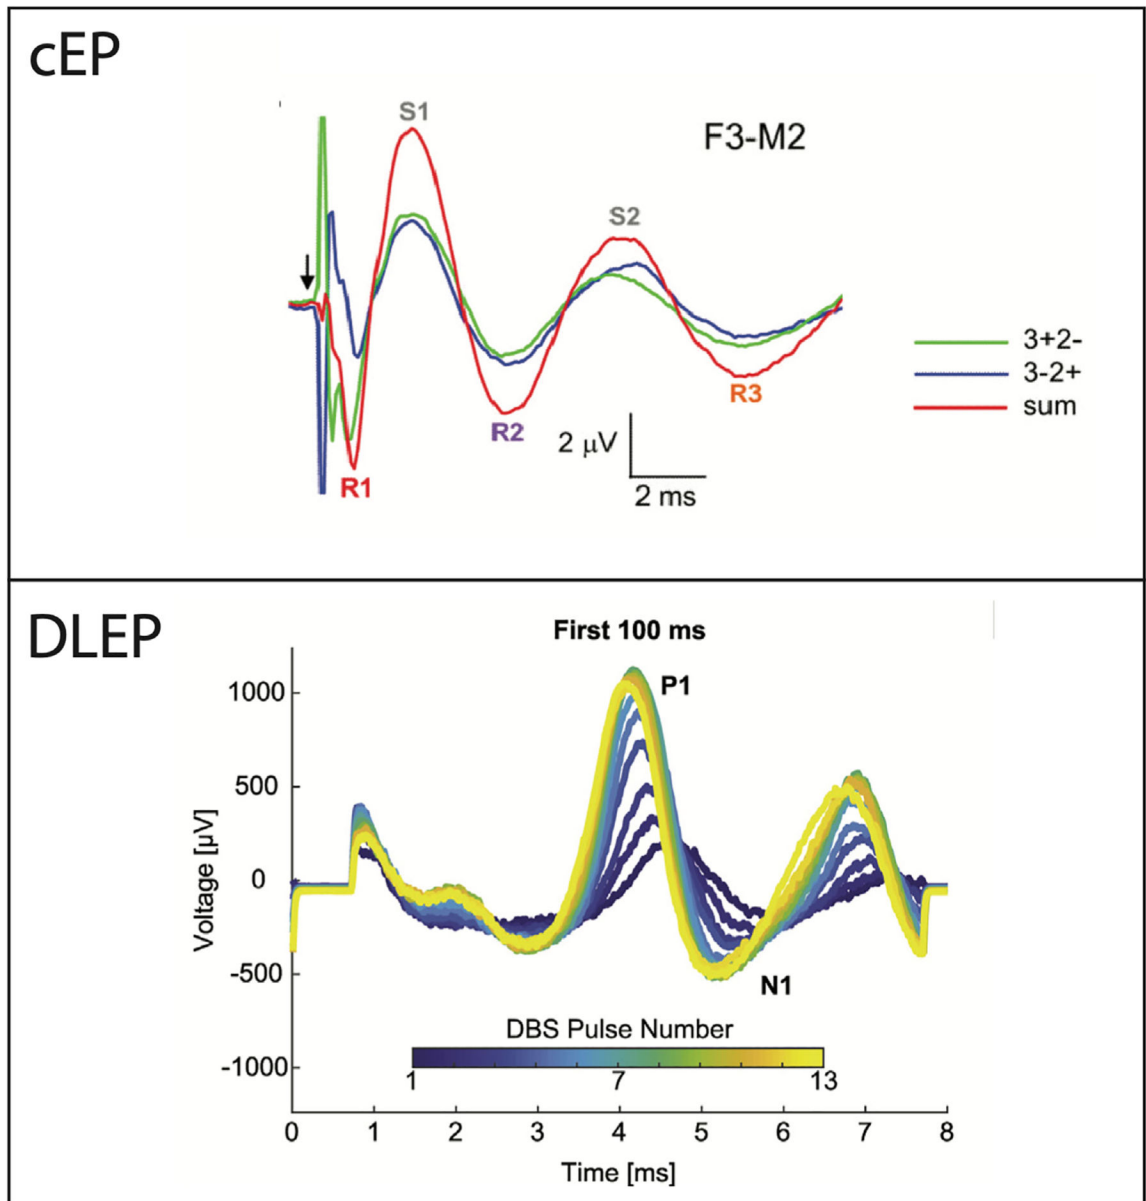 cEP
F3-M2
S1
S2
R1
R2
R3
2 μV
2 ms
3+2-
3-2+
sum
DLEP
First 100 ms
P1
N1
Voltage [μV]
1000
500
0
-500
-1000
DBS Pulse Number
1 7 13
0 1 2 3 4 5 6 7 8
Time [ms]